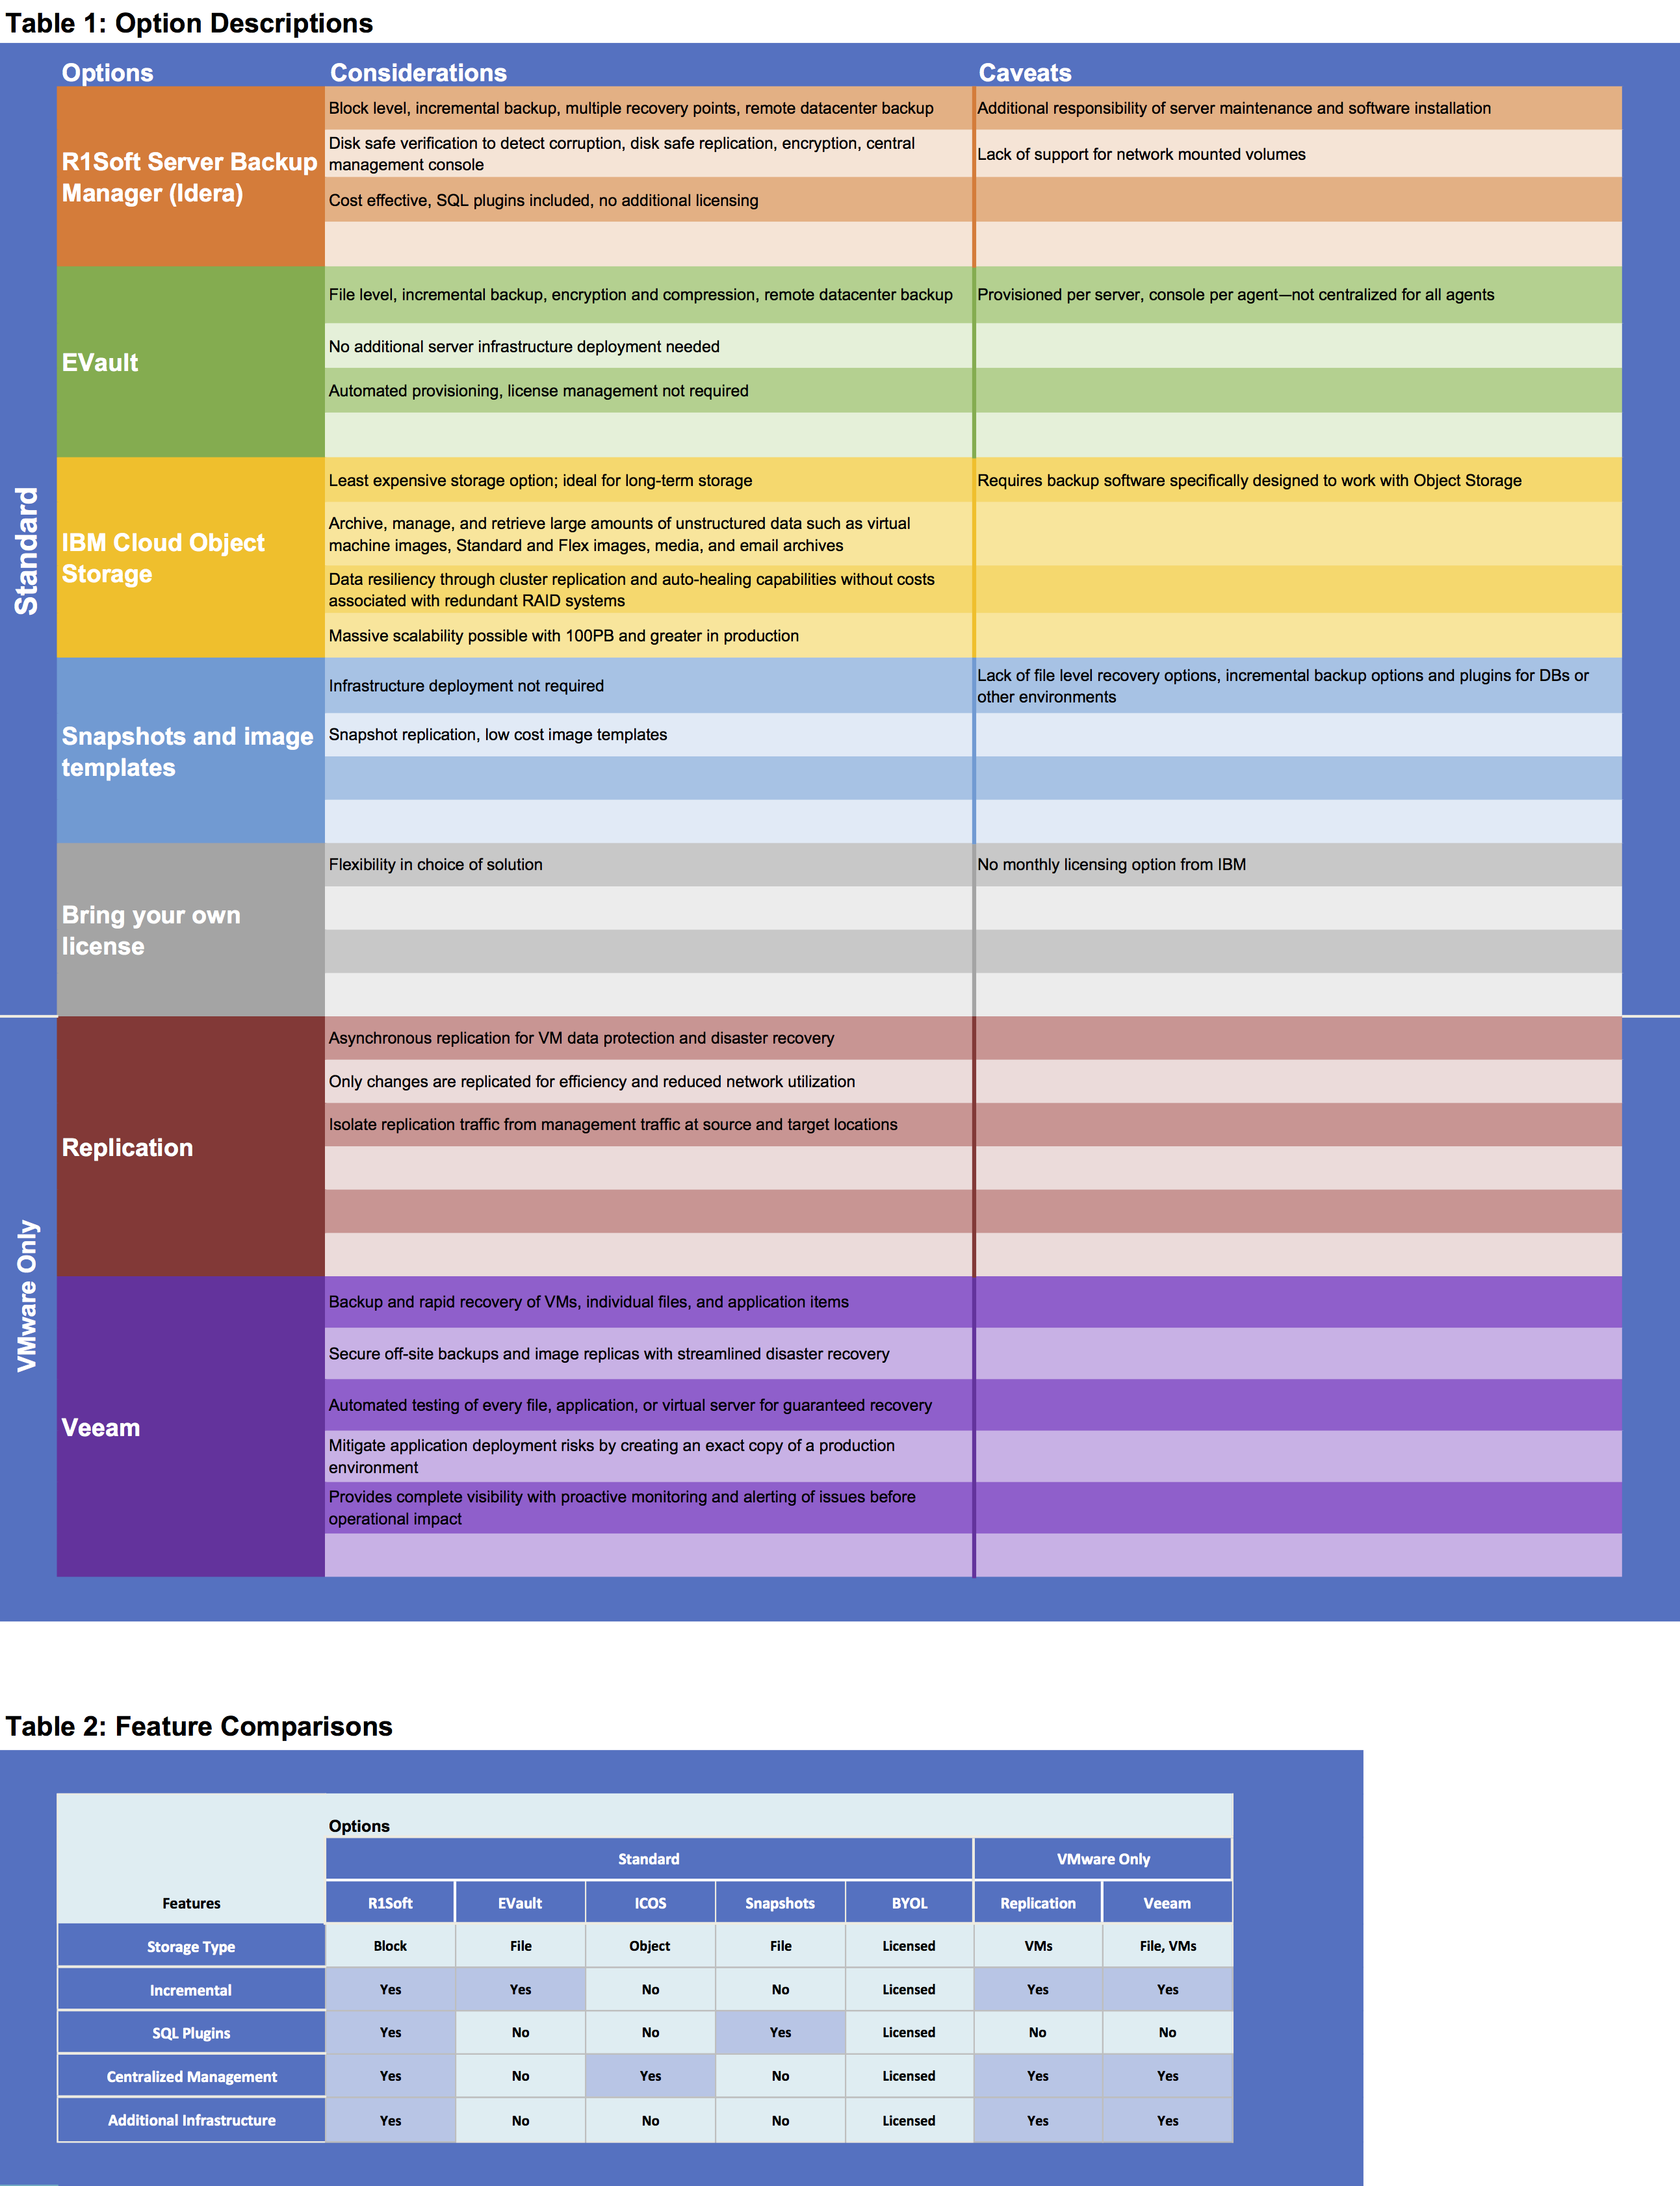 Table 1: Option Descriptions
Options
Considerations
Caveats
Standard
R1Soft Server Backup
Manager (Idera)
Block level, incremental backup, multiple recovery points, remote datacenter backup
Additional responsibility of server maintenance and software installation
Disk safe verification to detect corruption, disk safe replication, encryption, central
management console
Lack of support for network mounted volumes
Cost effective, SQL plugins included, no additional licensing
EVault
File level, incremental backup, encryption and compression, remote datacenter backup
Provisioned per server, console per agent—not centralized for all agents
No additional server infrastructure deployment needed
Automated provisioning, license management not required
IBM Cloud Object
Storage
Least expensive storage option; ideal for long-term storage
Requires backup software specifically designed to work with Object Storage
Archive, manage, and retrieve large amounts of unstructured data such as virtual
machine images, Standard and Flex images, media, and email archives
Data resiliency through cluster replication and auto-healing capabilities without costs
associated with redundant RAID systems
Massive scalability possible with 100PB and greater in production
Snapshots and image
templates
Infrastructure deployment not required
Lack of file level recovery options, incremental backup options and plugins for DBs or
other environments
Snapshot replication, low cost image templates
Bring your own
license
Flexibility in choice of solution
No monthly licensing option from IBM
VMware Only
Replication
Asynchronous replication for VM data protection and disaster recovery
Only changes are replicated for efficiency and reduced network utilization
Isolate replication traffic from management traffic at source and target locations
Veeam
Backup and rapid recovery of VMs, individual files, and application items
Secure off-site backups and image replicas with streamlined disaster recovery
Automated testing of every file, application, or virtual server for guaranteed recovery
Mitigate application deployment risks by creating an exact copy of a production
environment
Provides complete visibility with proactive monitoring and alerting of issues before
operational impact
Table 2: Feature Comparisons
Options
Standard VMware Only
Features R1Soft EVault ICOS Snapshots BYOL Replication Veeam
Storage Type Block File Object File Licensed VMs File, VMs
Incremental Yes Yes No No Licensed Yes Yes
SQL Plugins Yes No No Yes Licensed No No
Centralized Management Yes No Yes No Licensed Yes Yes
Additional Infrastructure Yes No No No Licensed Yes Yes